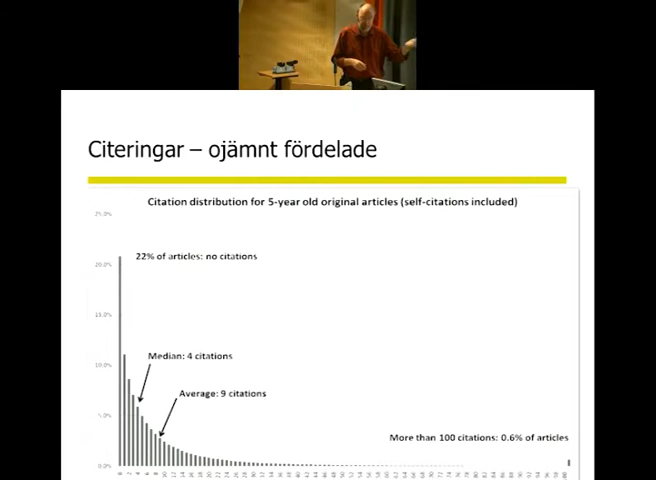 Citeringar – ojämnt fördelade
Citation distribution for 5-year old original articles (self-citations included)
25.0%
22% of articles: no citations
20.0%
15.0%
Median: 4 citations
10.0%
Average: 9 citations
5.0%
More than 100 citations: 0.6% of articles
0.0%